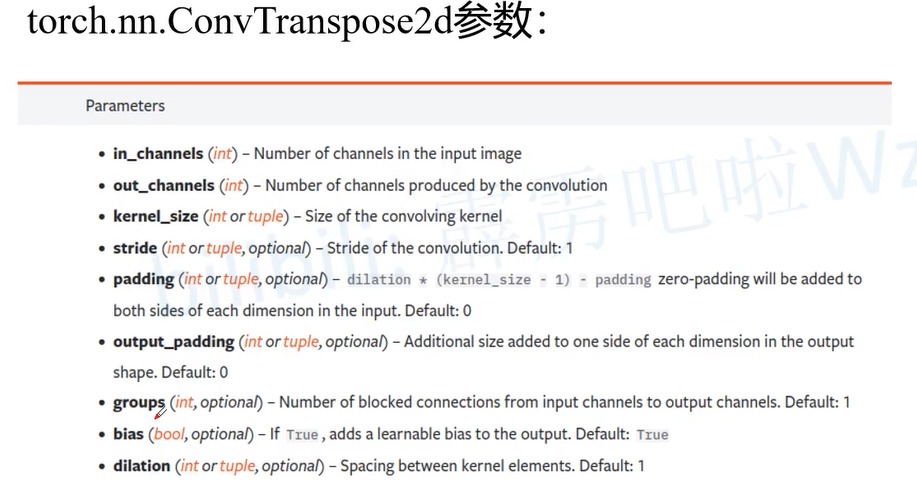 torch.nn.ConvTranspose2d参数：
Parameters
• in_channels (int) – Number of channels in the input image
• out_channels (int) – Number of channels produced by the convolution
• kernel_size (int or tuple) – Size of the convolving kernel
• stride (int or tuple, optional) – Stride of the convolution. Default: 1
• padding (int or tuple, optional) – dilation * (kernel_size - 1) - padding zero-padding will be added to
both sides of each dimension in the input. Default: 0
• output_padding (int or tuple, optional) – Additional size added to one side of each dimension in the output
shape. Default: 0
• groups (int, optional) – Number of blocked connections from input channels to output channels. Default: 1
• bias (bool, optional) – If True, adds a learnable bias to the output. Default: True
• dilation (int or tuple, optional) – Spacing between kernel elements. Default: 1
bilibili: 霹雳吧啦Wz